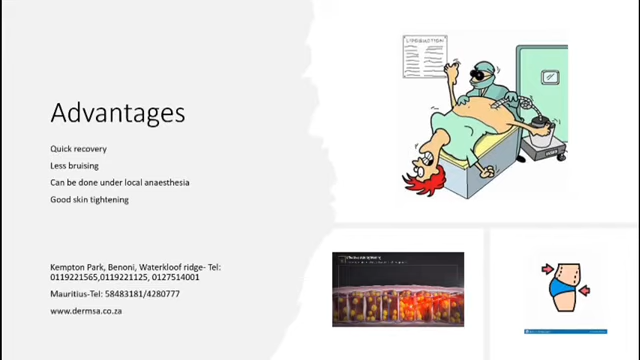 Advantages
Quick recovery
Less bruising
Can be done under local anaesthesia
Good skin tightening
Kempton Park, Benoni, Waterkloof ridge- Tel:
0119221565,0119221125, 0127514001
Mauritius-Tel: 58483181/4280777
www.dermsa.co.za
LIPOSUCTION